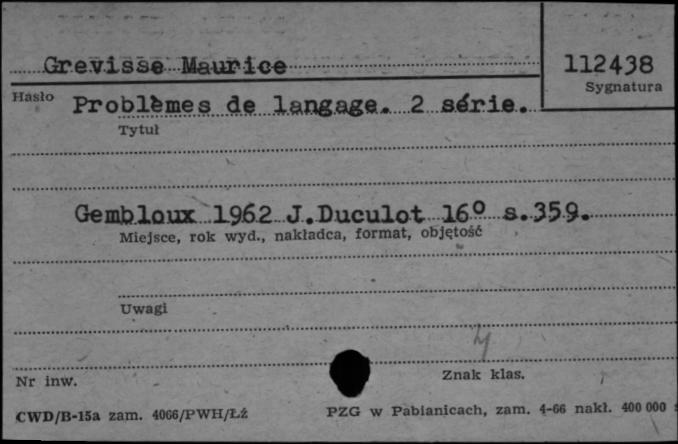 Grevisse Maurice
112438
Sygnatura
Hasło
Problèmes de langage. 2 série.
Tytuł
Gembloux 1962 J.Duculot 16° s.359.
Miejsce, rok wyd., nakładca, format, objętość
Uwagi
Nr inw.
Znak klas.
CWD/B-15a zam. 4066/PWH/Łż
PZG w Pabianicach, zam. 4-66 nakł. 400 000